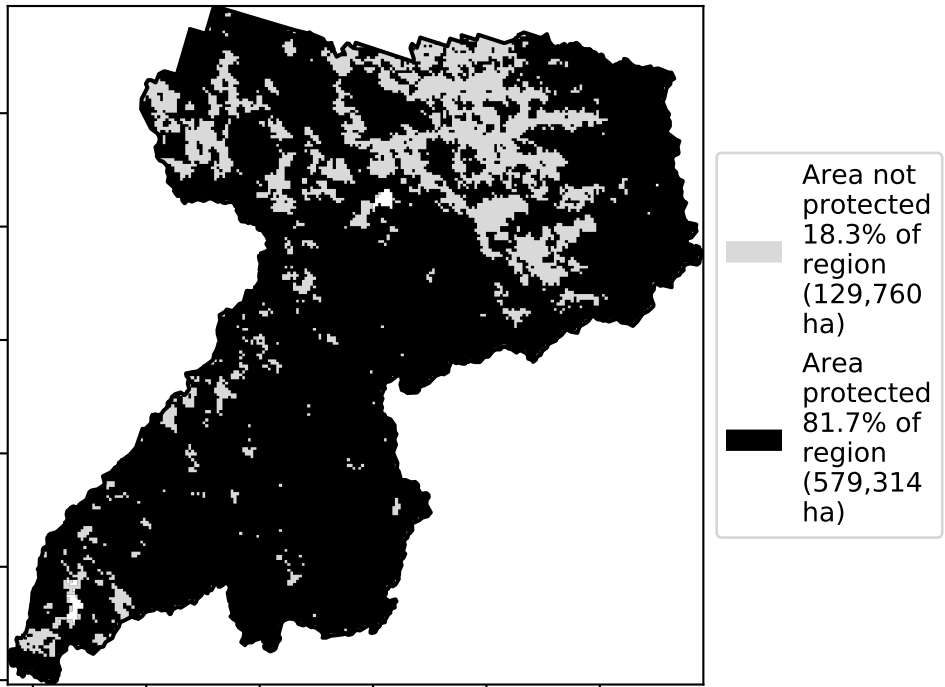 Area not
protected
18.3% of
region
(129,760
ha)
Area
protected
81.7% of
region
(579,314
ha)